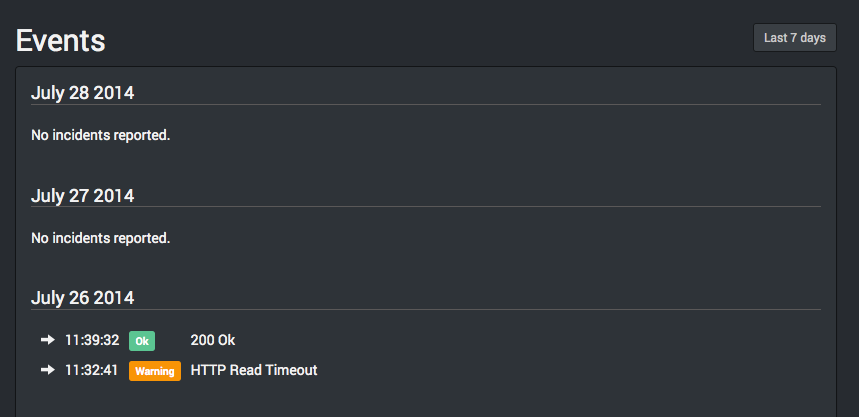 Events
Last 7 days
July 28 2014
No incidents reported.
July 27 2014
No incidents reported.
July 26 2014
11:39:32 Ok 200 Ok
11:32:41 Warning HTTP Read Timeout